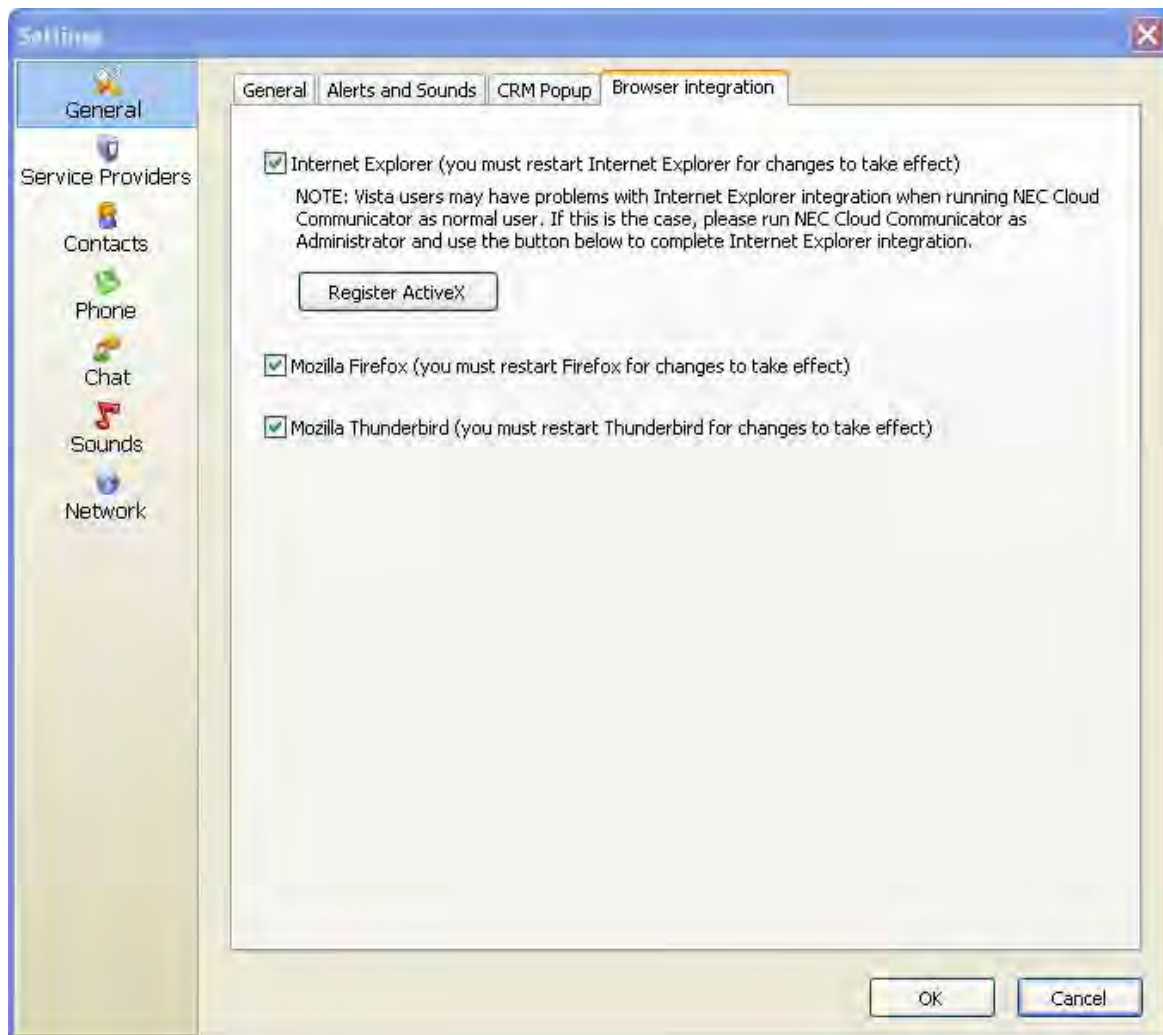 Settings
General
Service Providers
Contacts
Phone
Chat
Sounds
Network
General
Alerts and Sounds
CRM Popup
Browser integration
Internet Explorer (you must restart Internet Explorer for changes to take effect)
NOTE: Vista users may have problems with Internet Explorer integration when running NEC Cloud
Communicator as normal user. If this is the case, please run NEC Cloud Communicator as
Administrator and use the button below to complete Internet Explorer integration.
Register ActiveX
Mozilla Firefox (you must restart Firefox for changes to take effect)
Mozilla Thunderbird (you must restart Thunderbird for changes to take effect)
OK
Cancel